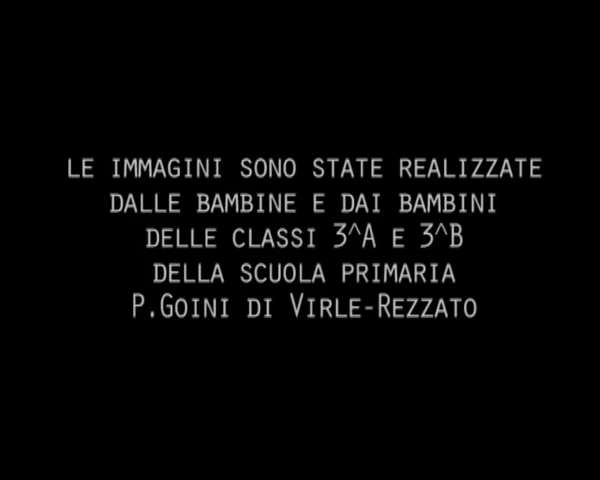 LE IMMAGINI SONO STATE REALIZZATE
DALLE BAMBINE E DAI BAMBINI
DELLE CLASSI 3^A E 3^B
DELLA SCUOLA PRIMARIA
P.GOINI DI VIRLE-REZZATO